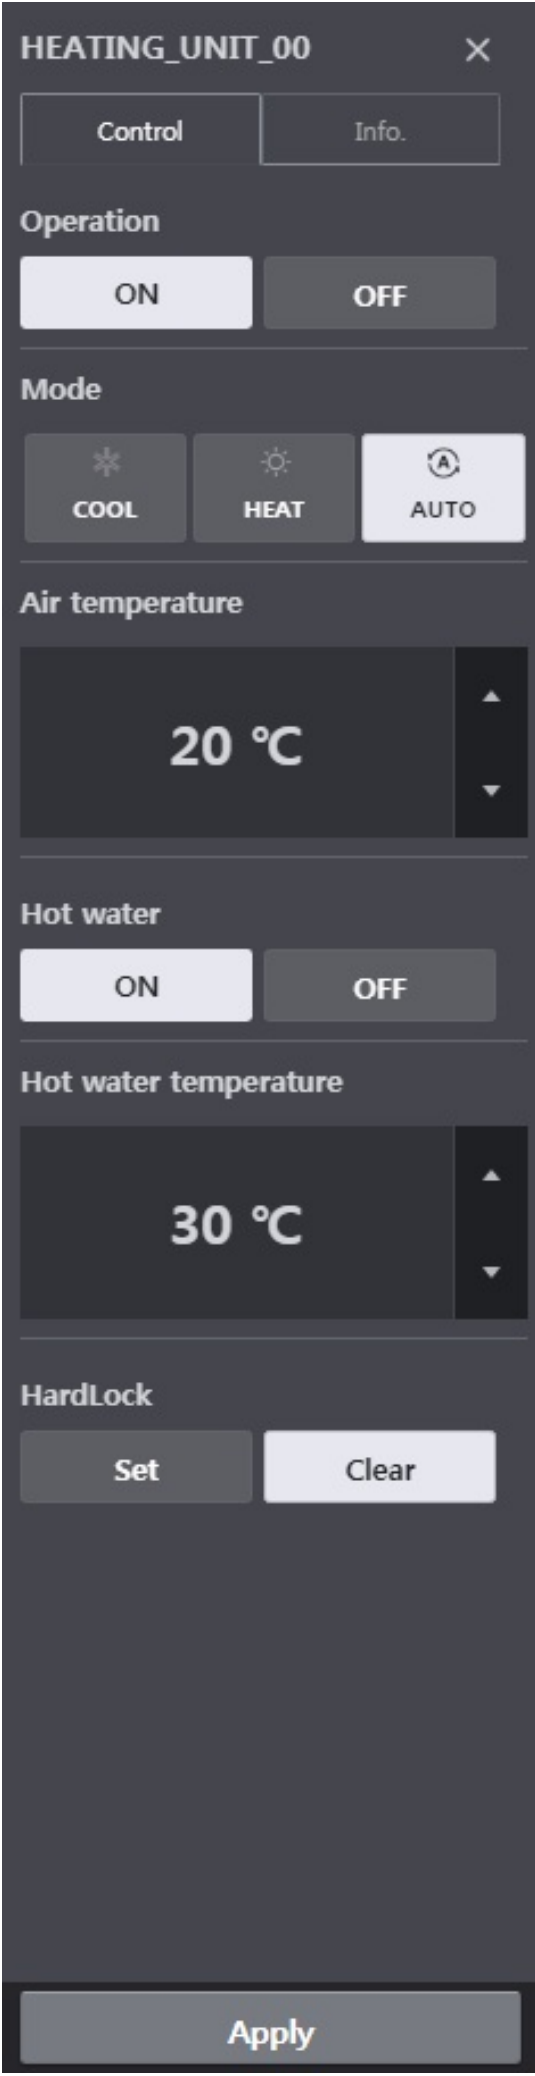 HEATING_UNIT_00 ×
Control Info.
Operation
ON OFF
Mode
A
COOL HEAT AUTO
Air temperature
20 ℃
Hot water
ON OFF
Hot water temperature
30 ℃
HardLock
Set Clear
Apply